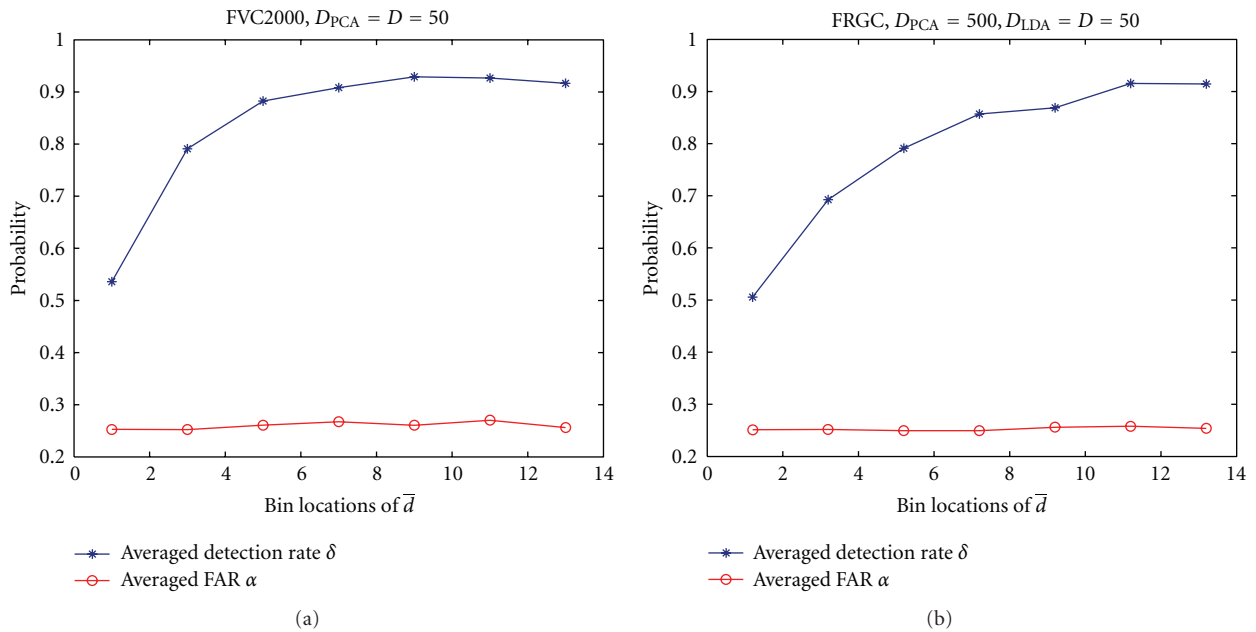 FVC2000, D_PCA = D = 50
1
0.9
0.8
0.7
0.6
0.5
0.4
0.3
0.2
Probability
0 2 4 6 8 10 12 14
Bin locations of d̅
Averaged detection rate δ
Averaged FAR α
(a)
FRGC, D_PCA = 500, D_LDA = D = 50
1
0.9
0.8
0.7
0.6
0.5
0.4
0.3
0.2
Probability
0 2 4 6 8 10 12 14
Bin locations of d̅
Averaged detection rate δ
Averaged FAR α
(b)